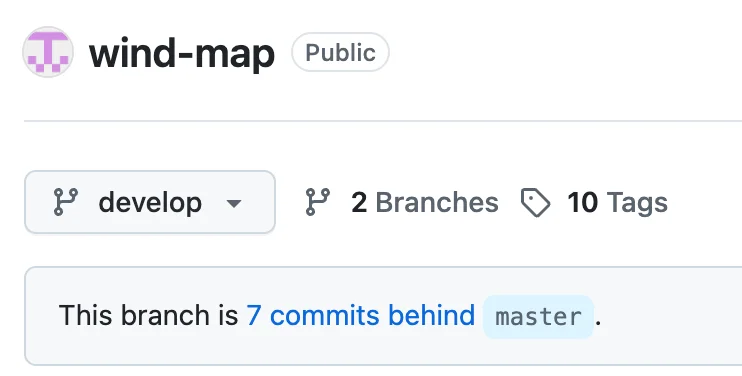 wind-map Public
develop 2 Branches 10 Tags
This branch is 7 commits behind master.